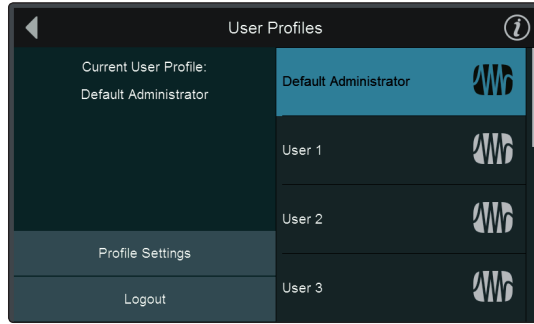 User Profiles
Current User Profile:
Default Administrator
Profile Settings
Logout
Default Administrator
User 1
User 2
User 3